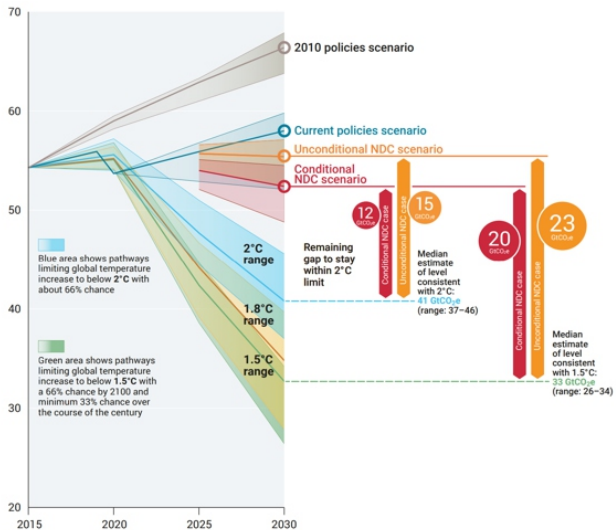 70
60
50
40
30
20
2015
2020
2025
2030
2010 policies scenario
Current policies scenario
Unconditional NDC scenario
Conditional
NDC scenario
2°C
range
1.8°C
range
1.5°C
range
Blue area shows pathways
limiting global temperature
increase to below 2°C with
about 66% chance
Green area shows pathways
limiting global temperature
increase to below 1.5°C with
a 66% chance by 2100 and
minimum 33% chance over
the course of the century
Remaining
gap to stay
within 2°C
limit
12
GtCO₂e
Conditional NDC case
15
GtCO₂e
Unconditional NDC case
Median
estimate
of level
consistent
with 2°C:
41 GtCO₂e
(range: 37–46)
20
GtCO₂e
Conditional NDC case
23
GtCO₂e
Unconditional NDC case
Median
estimate
of level
consistent
with 1.5°C:
33 GtCO₂e
(range: 26–34)